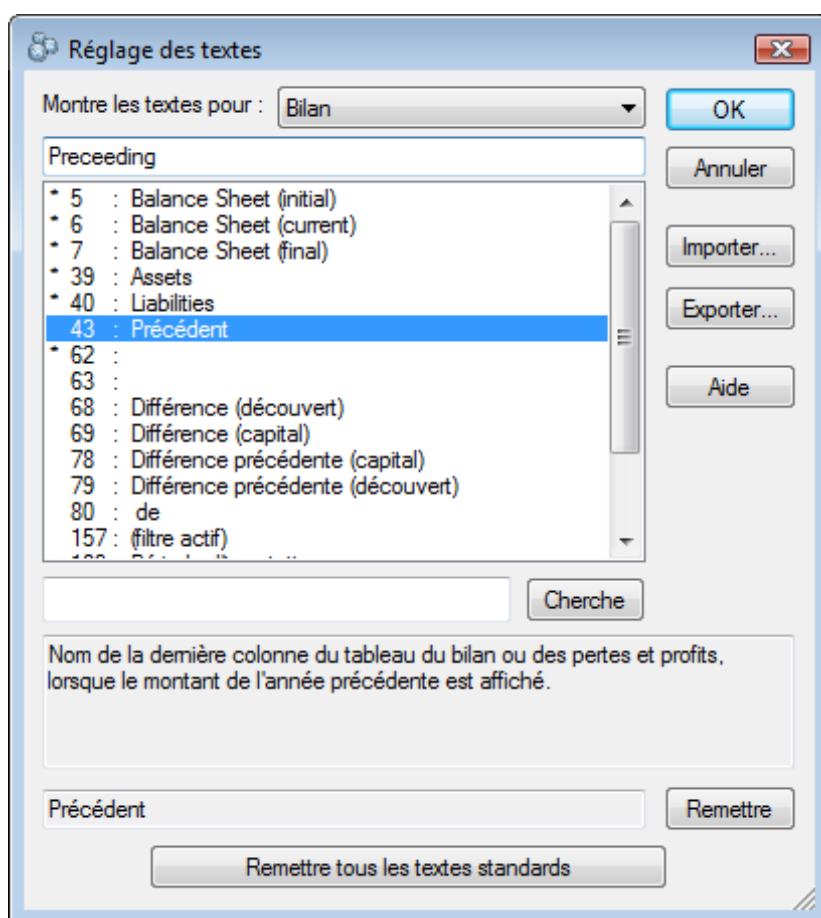 Réglage des textes
Montre les textes pour : Bilan
OK
Preceeding
Annuler
* 5 : Balance Sheet (initial)
* 6 : Balance Sheet (current)
* 7 : Balance Sheet (final)
* 39 : Assets
* 40 : Liabilities
43 : Précédent
* 62 :
63 :
68 : Différence (découvert)
69 : Différence (capital)
78 : Différence précédente (capital)
79 : Différence précédente (découvert)
80 : de
157 : (filtre actif)
Importer...
Exporter...
Aide
Cherche
Nom de la dernière colonne du tableau du bilan ou des pertes et profits,
lorsque le montant de l'année précédente est affiché.
Précédent
Remettre
Remettre tous les textes standards